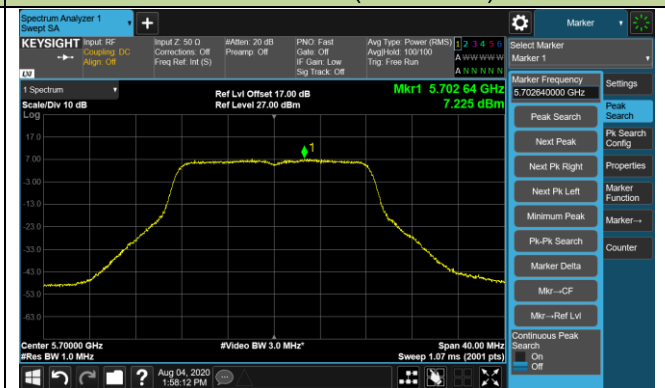 Spectrum Analyzer 1
Swept SA
Marker
KEYSIGHT
Input: RF
Coupling: DC
Align: Off
Input Z: 50 Ω
Corrections: Off
Freq Ref: Int (S)
#Atten: 20 dB
Preamp: Off
PNO: Fast
Gate: Off
IF Gain: Low
Sig Track: Off
Avg Type: Power (RMS)
Avg|Hold: 100/100
Trig: Free Run
1 2 3 4 5 6
A WW W W W
A N N N N N
LXI
Select Marker
Marker 1
1 Spectrum
Scale/Div 10 dB
Log
Ref Lvl Offset 17.00 dB
Ref Level 27.00 dBm
Mkr1 5.702 64 GHz
7.225 dBm
17.0
7.00
-3.00
-13.0
-23.0
-33.0
-43.0
-53.0
-63.0
1
Center 5.70000 GHz
#Res BW 1.0 MHz
#Video BW 3.0 MHz*
Span 40.00 MHz
Sweep 1.07 ms (2001 pts)
Marker Frequency
5.702640000 GHz
Peak Search
Next Peak
Next Pk Right
Next Pk Left
Minimum Peak
Pk-Pk Search
Marker Delta
Mkr→CF
Mkr→Ref Lvl
Continuous Peak
Search
On
Off
Settings
Peak
Search
Pk Search
Config
Properties
Marker
Function
Marker→
Counter
Aug 04, 2020
1:58:12 PM